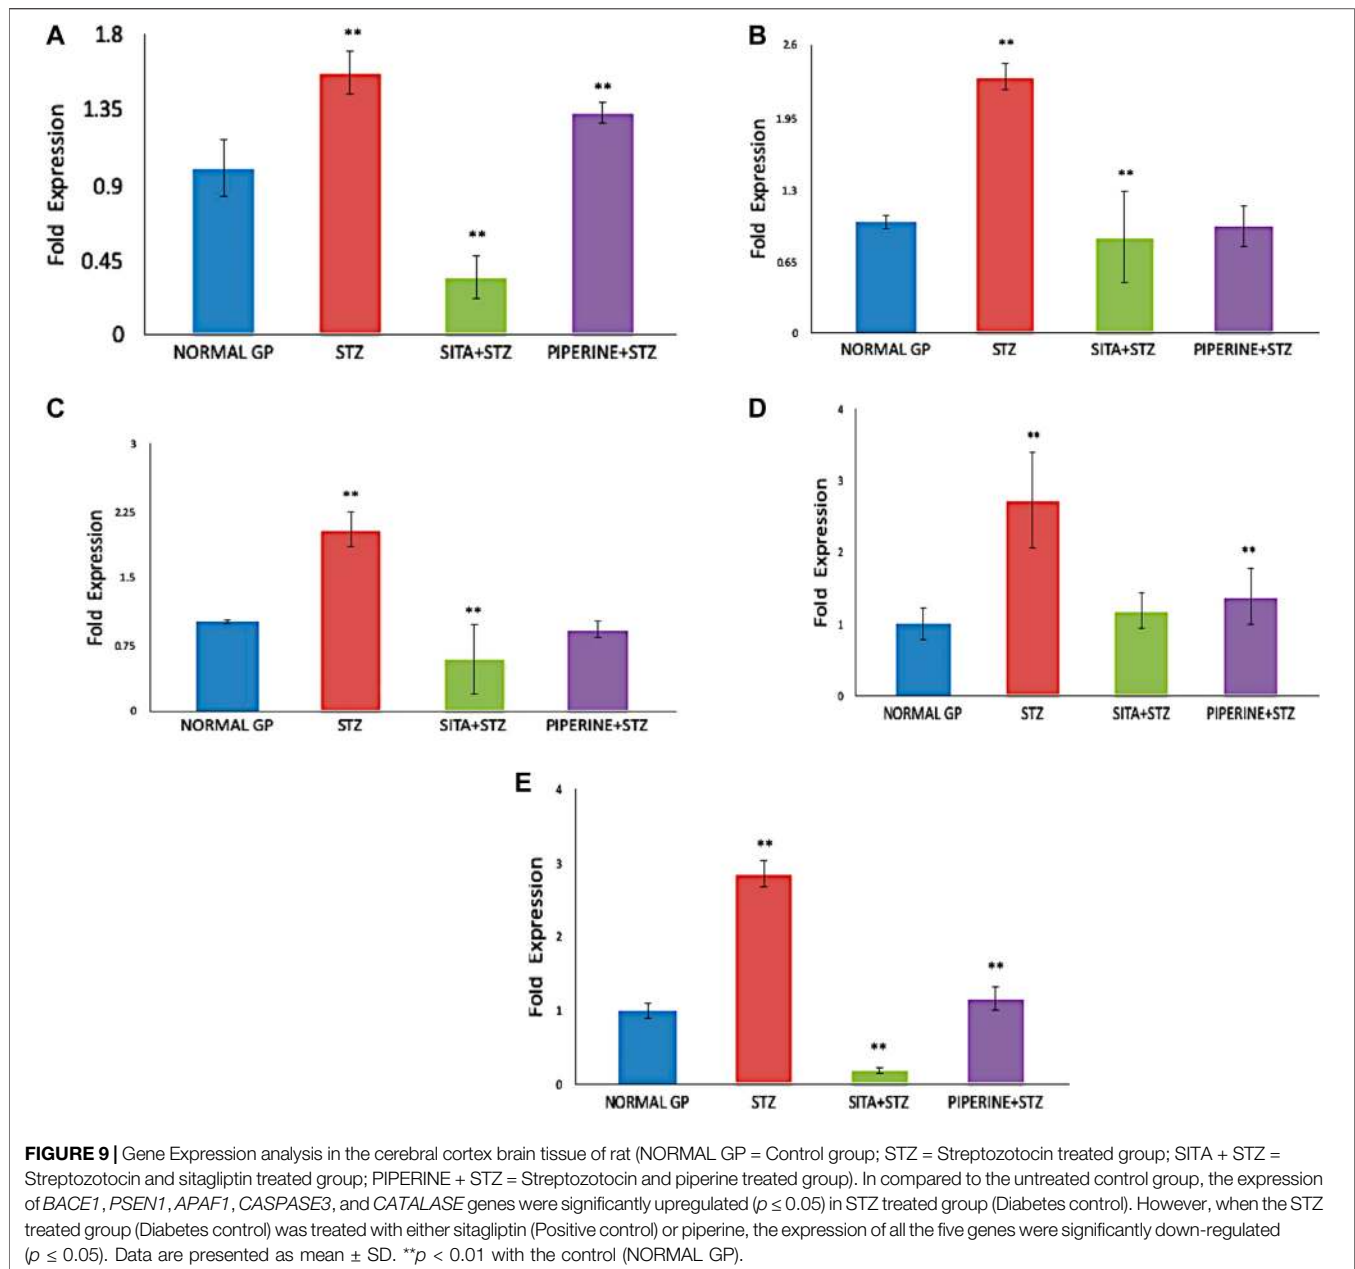 A
1.8
1.35
0.9
0.45
0
Fold Expression
**
**
**
NORMAL GP STZ SITA+STZ PIPERINE+STZ
B
2.6
1.95
1.3
0.65
0
Fold Expression
**
**
NORMAL GP STZ SITA+STZ PIPERINE+STZ
C
3
2.25
1.5
0.75
0
Fold Expression
**
**
NORMAL GP STZ SITA+STZ PIPERINE+STZ
D
4
3
2
1
0
Fold Expression
**
**
NORMAL GP STZ SITA+STZ PIPERINE+STZ
E
4
3
2
1
0
Fold Expression
**
**
**
NORMAL GP STZ SITA+STZ PIPERINE+STZ
FIGURE 9 | Gene Expression analysis in the cerebral cortex brain tissue of rat (NORMAL GP = Control group; STZ = Streptozotocin treated group; SITA + STZ =
Streptozotocin and sitagliptin treated group; PIPERINE + STZ = Streptozotocin and piperine treated group). In compared to the untreated control group, the expression
of BACE1, PSEN1, APAF1, CASPASE3, and CATALASE genes were significantly upregulated (p ≤ 0.05) in STZ treated group (Diabetes control). However, when the STZ
treated group (Diabetes control) was treated with either sitagliptin (Positive control) or piperine, the expression of all the five genes were significantly down-regulated
(p ≤ 0.05). Data are presented as mean ± SD. **p < 0.01 with the control (NORMAL GP).